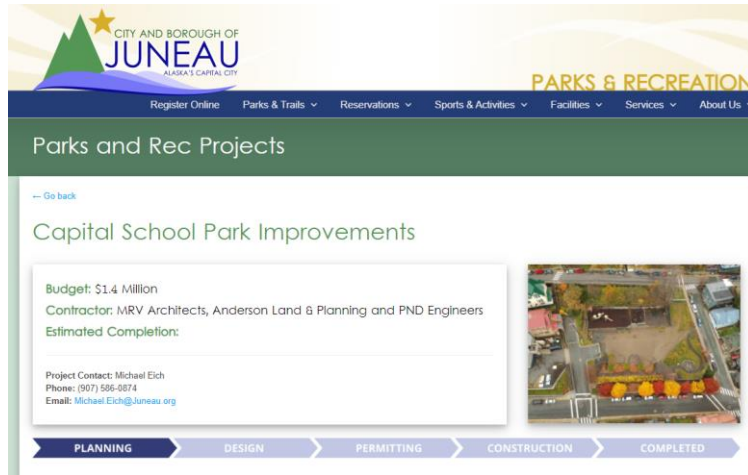 CITY AND BOROUGH OF
JUNEAU
ALASKA'S CAPITAL CITY
PARKS & RECREATION
Register Online Parks & Trails Reservations Sports & Activities Facilities Services About Us
Parks and Rec Projects
← Go back
Capital School Park Improvements
Budget: $1.4 Million
Contractor: MRV Architects, Anderson Land & Planning and PND Engineers
Estimated Completion:
Project Contact: Michael Eich
Phone: (907) 586-0874
Email: Michael.Eich@Juneau.org
PLANNING DESIGN PERMITTING CONSTRUCTION COMPLETED